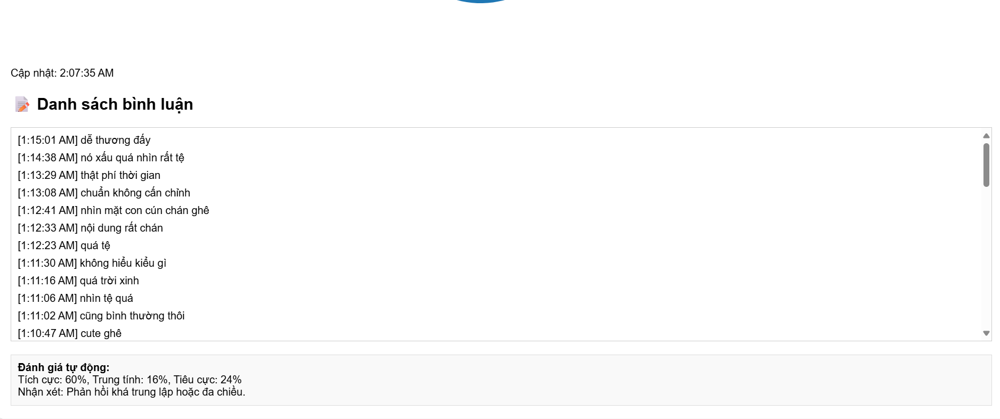 Cập nhật: 2:07:35 AM
Danh sách bình luận
[1:15:01 AM] dễ thương đấy
[1:14:38 AM] nó xấu quá nhìn rất tệ
[1:13:29 AM] thật phí thời gian
[1:13:08 AM] chuẩn không cấn chỉnh
[1:12:41 AM] nhìn mặt con cún chán ghê
[1:12:33 AM] nội dung rất chán
[1:12:23 AM] quá tệ
[1:11:30 AM] không hiểu kiểu gì
[1:11:16 AM] quá trời xinh
[1:11:06 AM] nhìn tệ quá
[1:11:02 AM] cũng bình thường thôi
[1:10:47 AM] cute ghê
Đánh giá tự động:
Tích cực: 60%, Trung tính: 16%, Tiêu cực: 24%
Nhận xét: Phản hồi khá trung lập hoặc đa chiều.